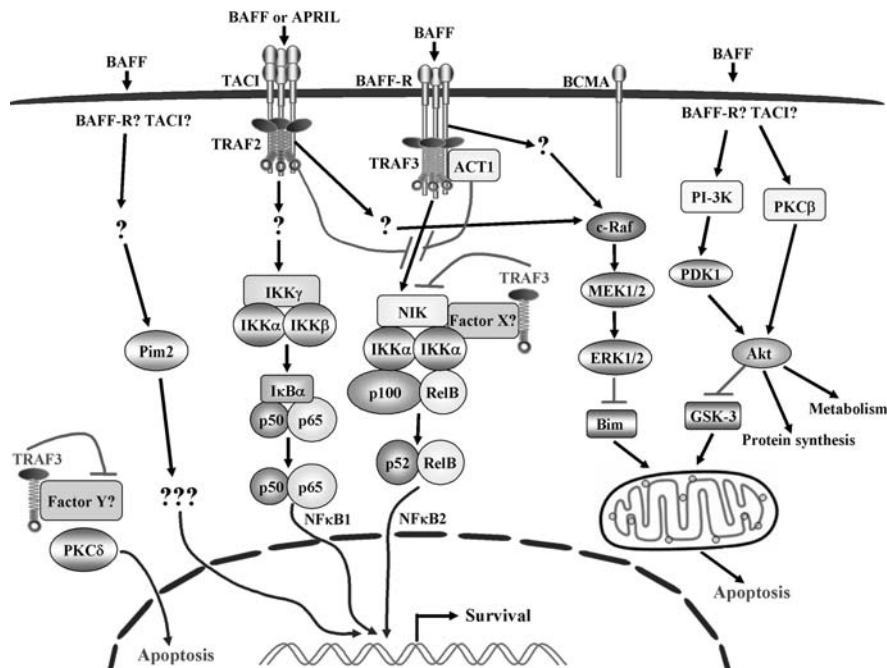 BAFF or APRIL
BAFF
BAFF
BAFF
TACI
BAFF-R
BCMA
BAFF-R? TACI?
BAFF-R? TACI?
TRAF2
TRAF3
ACT1
?
PI-3K
PKCβ
?
?
?
c-Raf
TRAF3
PDK1
IKKγ
MEK1/2
NIK
Factor X?
IKKα
IKKβ
Pim2
IKKα
IKKα
ERK1/2
Akt
IκBα
p100
RelB
Metabolism
p50
p65
Bim
GSK-3
Protein synthesis
TRAF3
p52
RelB
???
p50
p65
Factor Y?
NFκB1
NFκB2
PKCδ
Apoptosis
Survival
Apoptosis